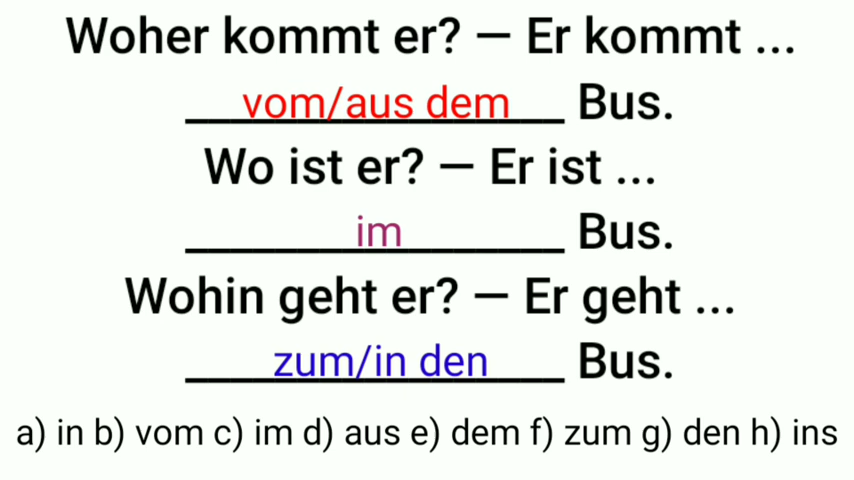 Woher kommt er? — Er kommt ...
vom/aus dem Bus.
Wo ist er? — Er ist ...
im Bus.
Wohin geht er? — Er geht ...
zum/in den Bus.
a) in b) vom c) im d) aus e) dem f) zum g) den h) ins